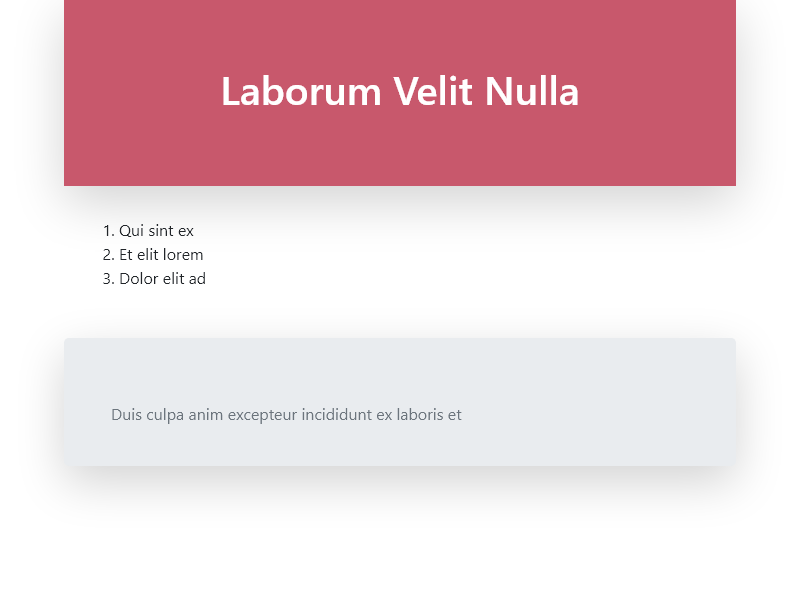 Laborum Velit Nulla
1. Qui sint ex
2. Et elit lorem
3. Dolor elit ad
Duis culpa anim excepteur incididunt ex laboris et